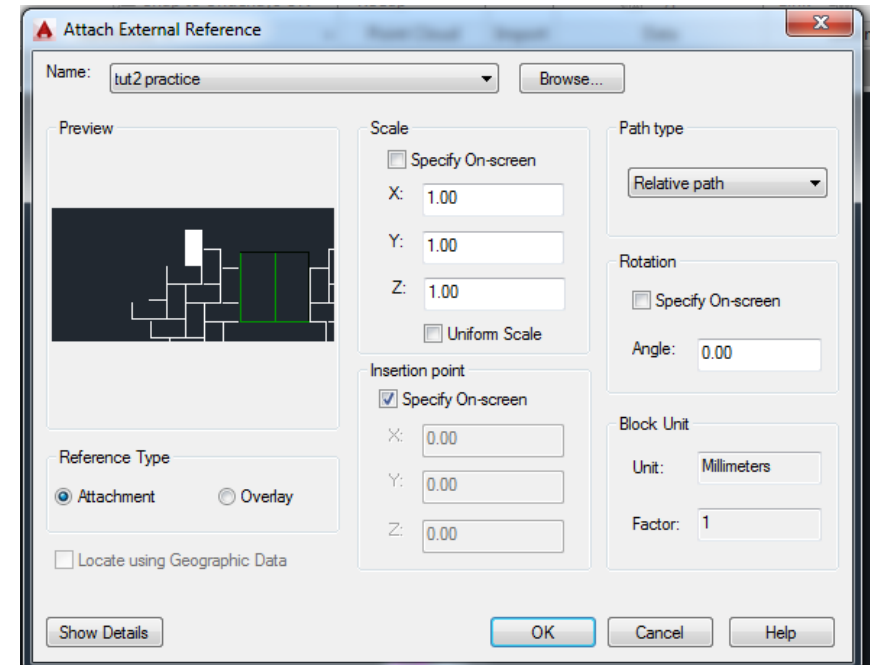 Attach External Reference
Name: tut2 practice Browse...
Preview
Scale
Specify On-screen
X: 1.00
Y: 1.00
Z: 1.00
Uniform Scale
Path type
Relative path
Rotation
Specify On-screen
Angle: 0.00
Insertion point
Specify On-screen
X: 0.00
Y: 0.00
Z: 0.00
Block Unit
Unit: Millimeters
Factor: 1
Reference Type
Attachment Overlay
Locate using Geographic Data
Show Details OK Cancel Help